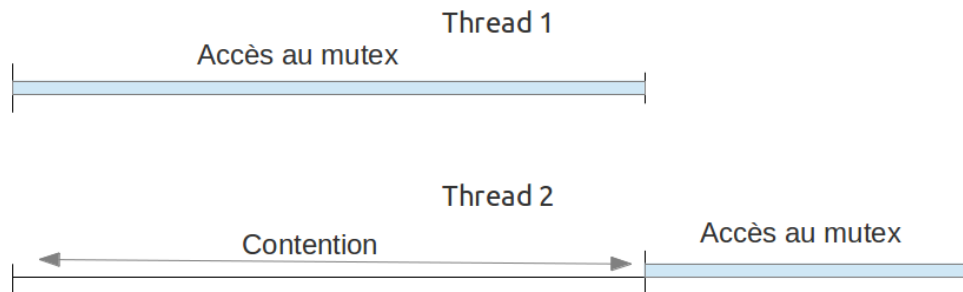 Thread 1
Accès au mutex
Thread 2
Contention
Accès au mutex